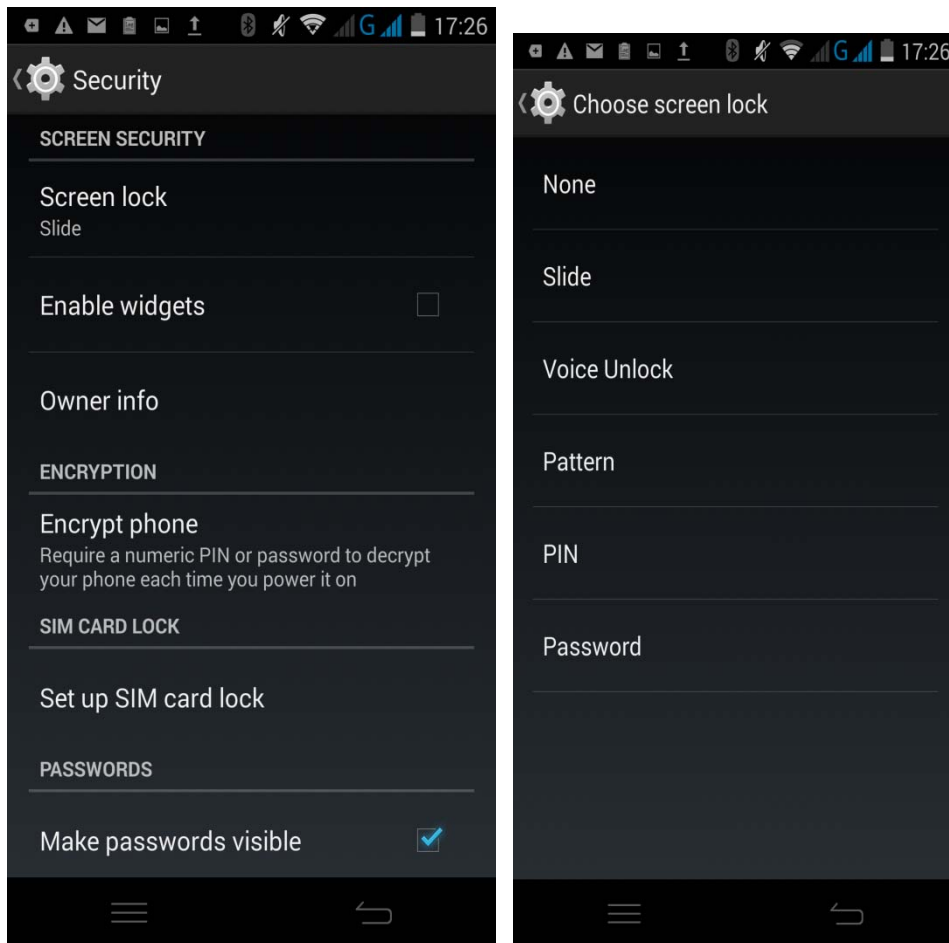 G 17:26
Security
SCREEN SECURITY
Screen lock
Slide
Enable widgets
Owner info
ENCRYPTION
Encrypt phone
Require a numeric PIN or password to decrypt
your phone each time you power it on
SIM CARD LOCK
Set up SIM card lock
PASSWORDS
Make passwords visible
G 17:26
Choose screen lock
None
Slide
Voice Unlock
Pattern
PIN
Password